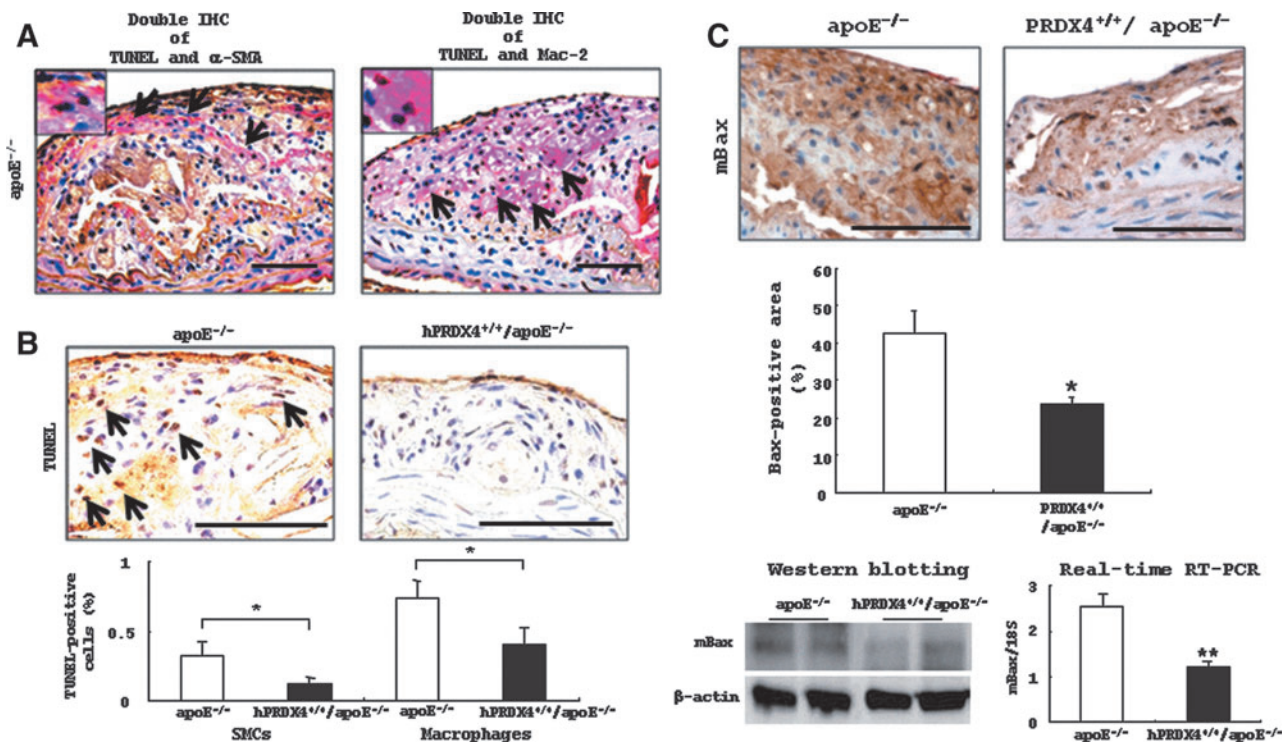 A
Double IHC
of
TUNEL and α-SMA
Double IHC
of
TUNEL and Mac-2
apoE⁻/⁻
B
apoE⁻/⁻
hPRDX4⁺/⁺/apoE⁻/⁻
TUNEL
TUNEL-positive
cells (%)
1
0.5
0
*
*
apoE⁻/⁻
hPRDX4⁺/⁺/apoE⁻/⁻
apoE⁻/⁻
hPRDX4⁺/⁺/apoE⁻/⁻
SMCs
Macrophages
C
apoE⁻/⁻
PRDX4⁺/⁺/ apoE⁻/⁻
mBax
Bax-positive area
(%)
60
50
40
30
20
10
0
*
apoE⁻/⁻
PRDX4⁺/⁺
/apoE⁻/⁻
Western blotting
apoE⁻/⁻
hPRDX4⁺/⁺/apoE⁻/⁻
mBax
β-actin
Real-time RT-PCR
mBax/18S
3
2
1
0
**
apoE⁻/⁻
hPRDX4⁺/⁺/apoE⁻/⁻